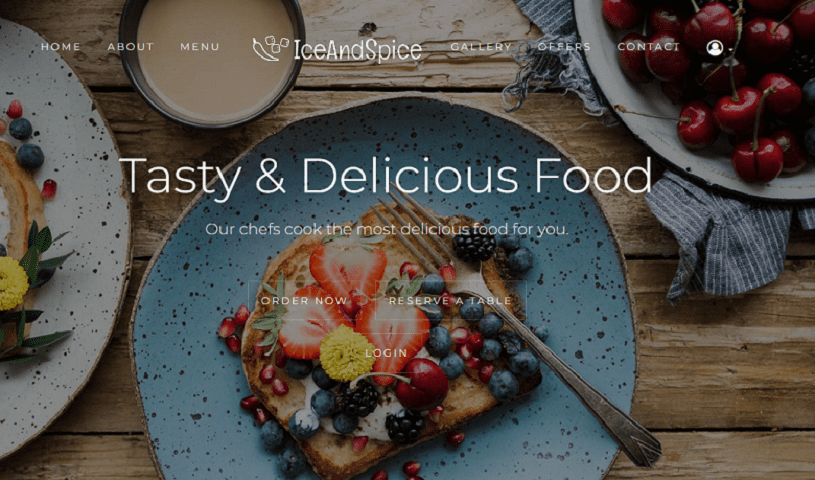 HOME ABOUT MENU IceAndSpice GALLERY OFFERS CONTACT
Tasty & Delicious Food
Our chefs cook the most delicious food for you.
ORDER NOW RESERVE A TABLE
LOGIN